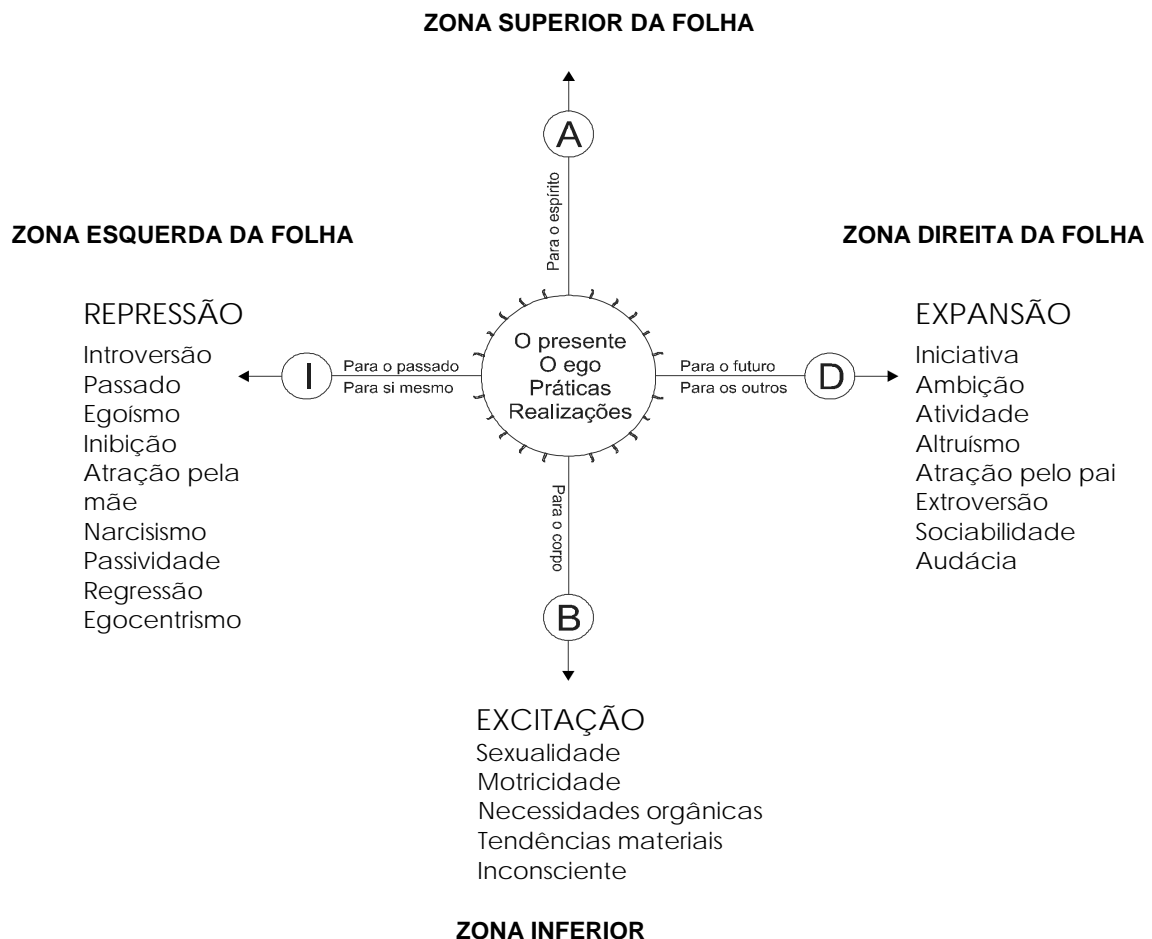 ZONA SUPERIOR DA FOLHA
A
Para o espírito
ZONA ESQUERDA DA FOLHA
ZONA DIREITA DA FOLHA
REPRESSÃO
Introversão
Passado
Egoísmo
Inibição
Atração pela
mãe
Narcisismo
Passividade
Regressão
Egocentrismo
I
Para o passado
Para si mesmo
O presente
O ego
Práticas
Realizações
Para o futuro
Para os outros
D
EXPANSÃO
Iniciativa
Ambição
Atividade
Altruísmo
Atração pelo pai
Extroversão
Sociabilidade
Audácia
Para o corpo
B
EXCITAÇÃO
Sexualidade
Motricidade
Necessidades orgânicas
Tendências materiais
Inconsciente
ZONA INFERIOR